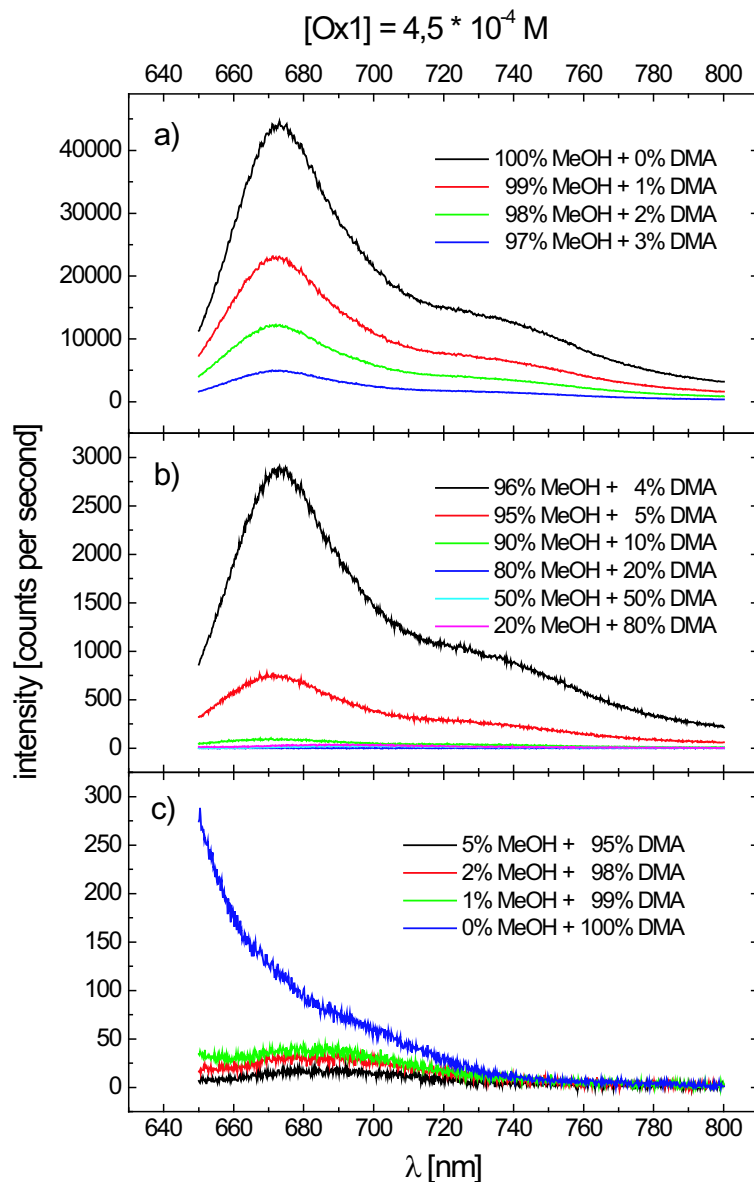 [Ox1] = 4,5 * 10⁻⁴ M
640 660 680 700 720 740 760 780 800
a)
40000
30000
20000
10000
0
100% MeOH + 0% DMA
99% MeOH + 1% DMA
98% MeOH + 2% DMA
97% MeOH + 3% DMA
intensity [counts per second]
b)
3000
2500
2000
1500
1000
500
0
96% MeOH + 4% DMA
95% MeOH + 5% DMA
90% MeOH + 10% DMA
80% MeOH + 20% DMA
50% MeOH + 50% DMA
20% MeOH + 80% DMA
c)
300
250
200
150
100
50
0
5% MeOH + 95% DMA
2% MeOH + 98% DMA
1% MeOH + 99% DMA
0% MeOH + 100% DMA
640 660 680 700 720 740 760 780 800
λ [nm]